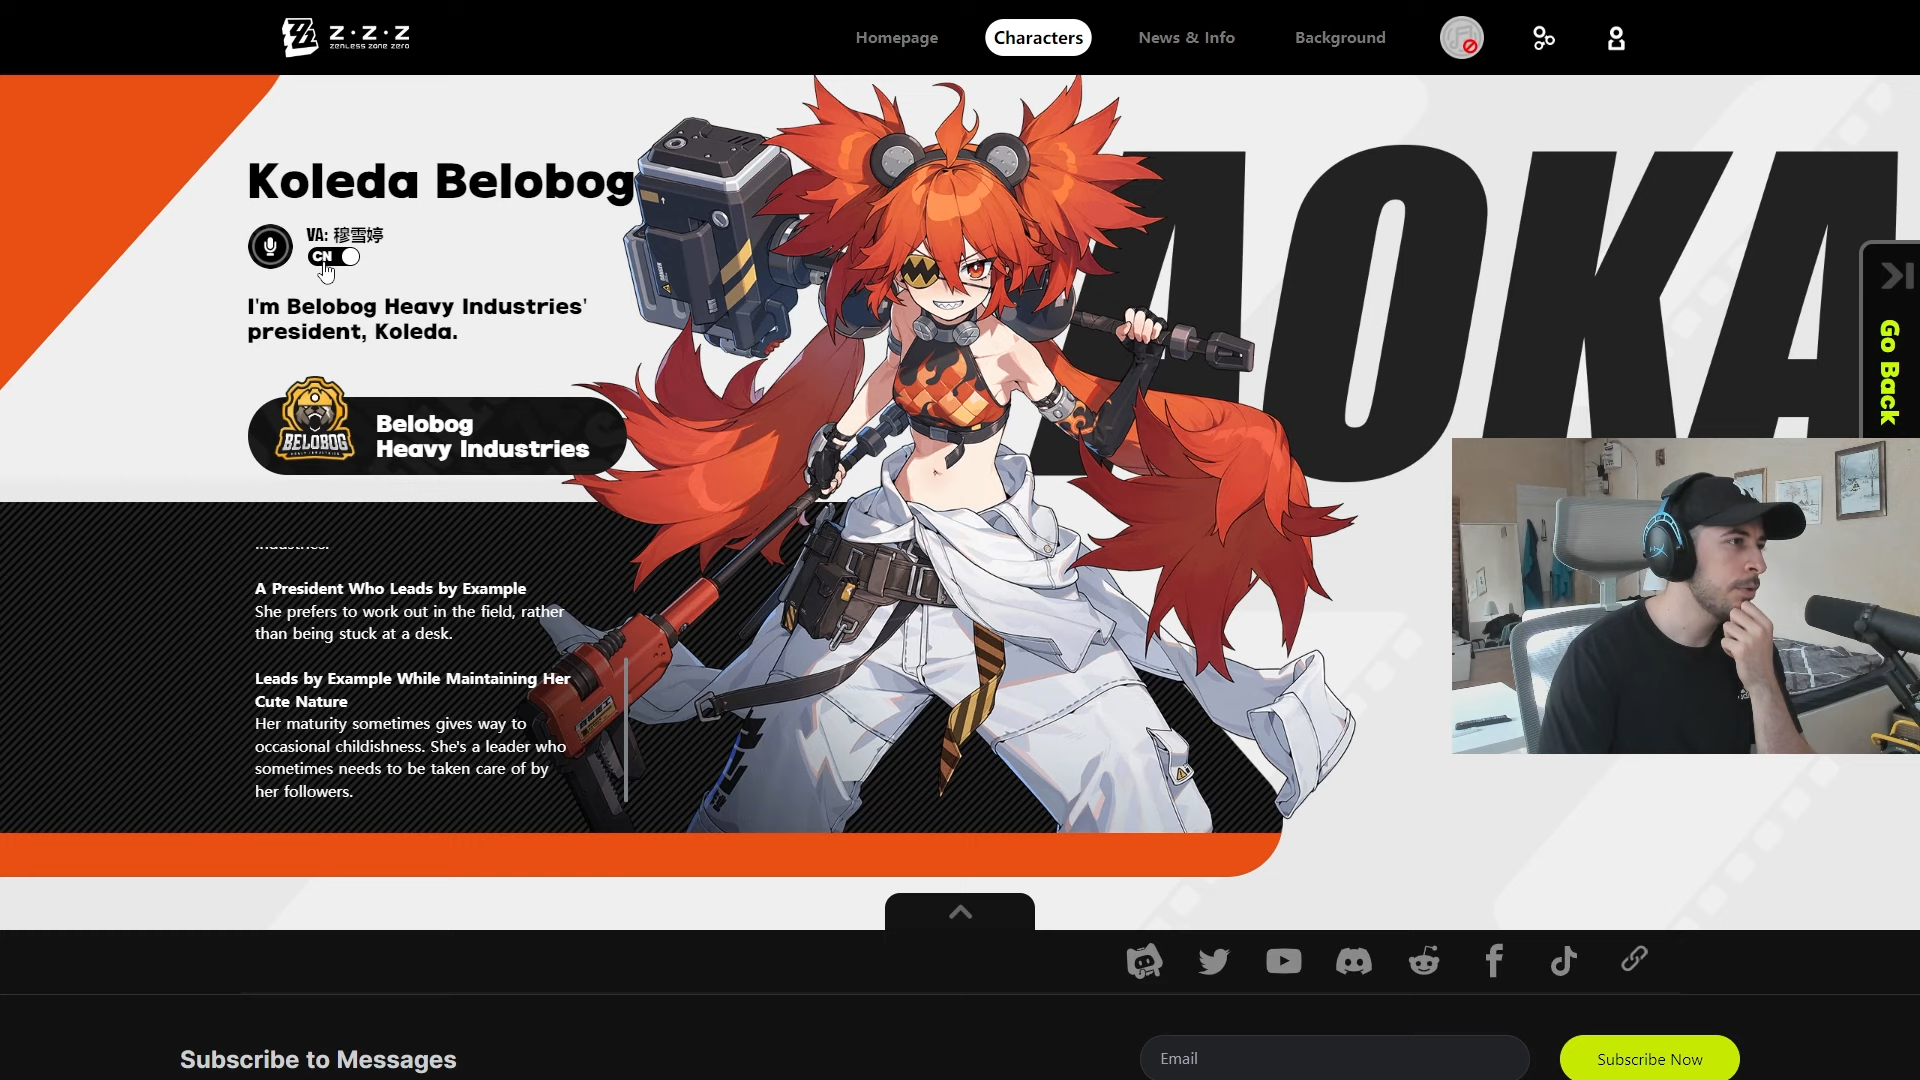 Z·Z·Z
ZENLESS ZONE ZERO
Homepage
Characters
News & Info
Background
Koleda Belobog
VA: 穆雪婷
CN
I'm Belobog Heavy Industries'
president, Koleda.
BELOBOG
HEAVY INDUSTRIES
Belobog
Heavy Industries
AOKA
Go Back
A President Who Leads by Example
She prefers to work out in the field, rather
than being stuck at a desk.
Leads by Example While Maintaining Her
Cute Nature
Her maturity sometimes gives way to
occasional childishness. She's a leader who
sometimes needs to be taken care of by
her followers.
Subscribe to Messages
Email
Subscribe Now